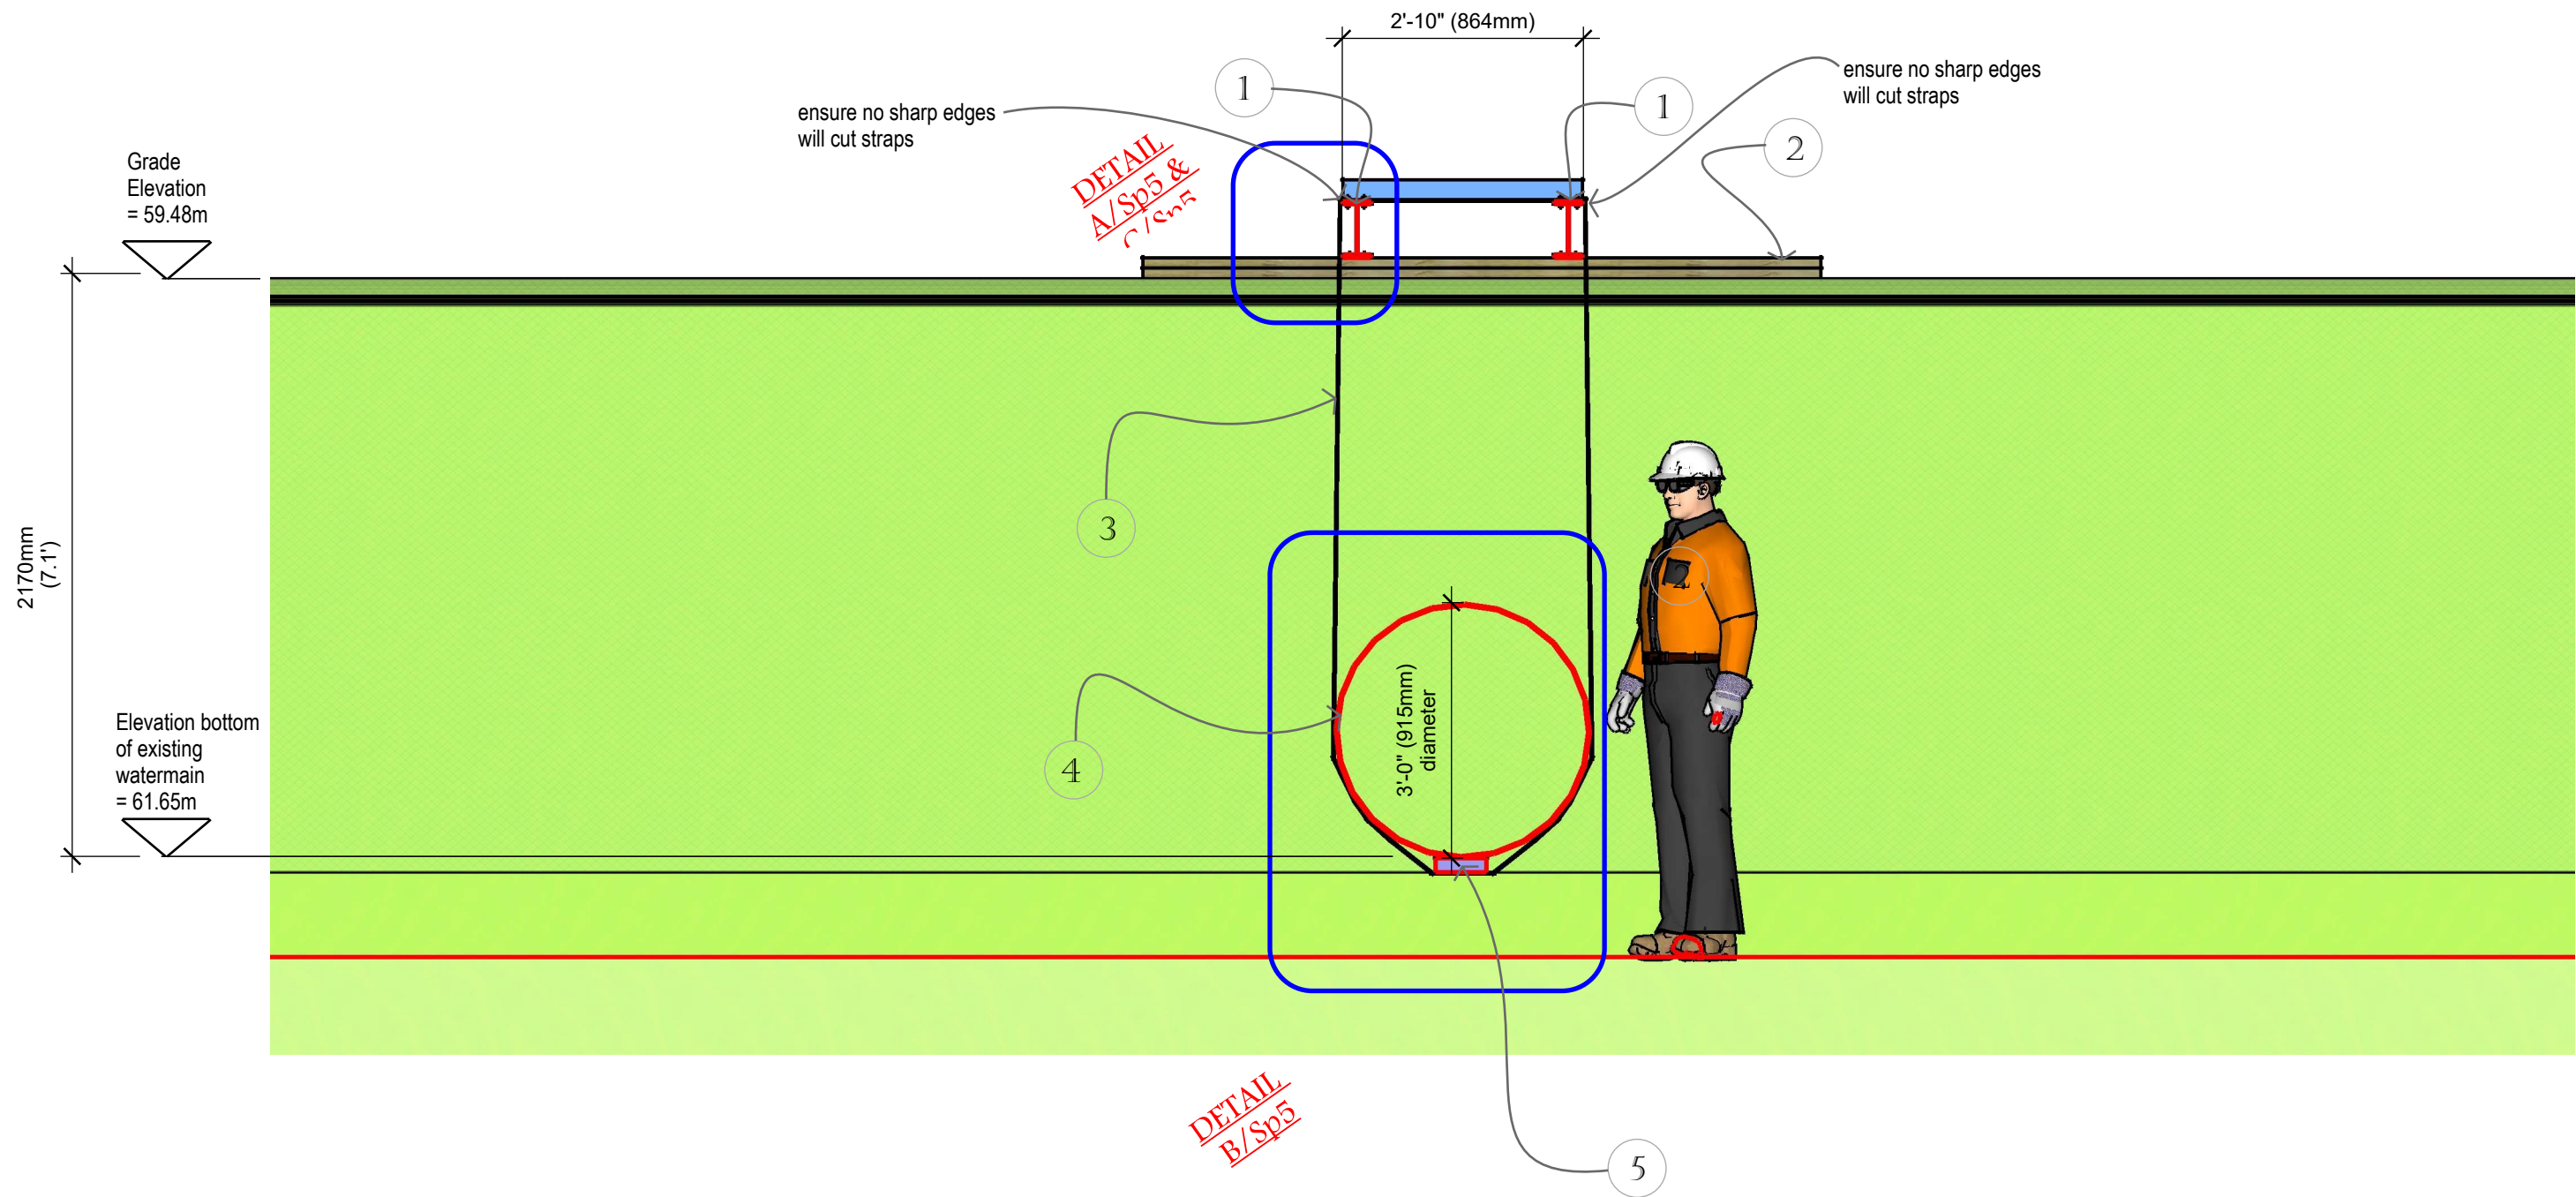 2'-10" (864mm)
1
1
ensure no sharp edges
will cut straps
ensure no sharp edges
will cut straps
2
DETAIL
A/Sp5 &
C/Sp5
Grade
Elevation
= 59.48m
3
2170mm
(7.1')
2
3'-0" (915mm)
diameter
4
Elevation bottom
of existing
watermain
= 61.65m
DETAIL
B/Sp5
5